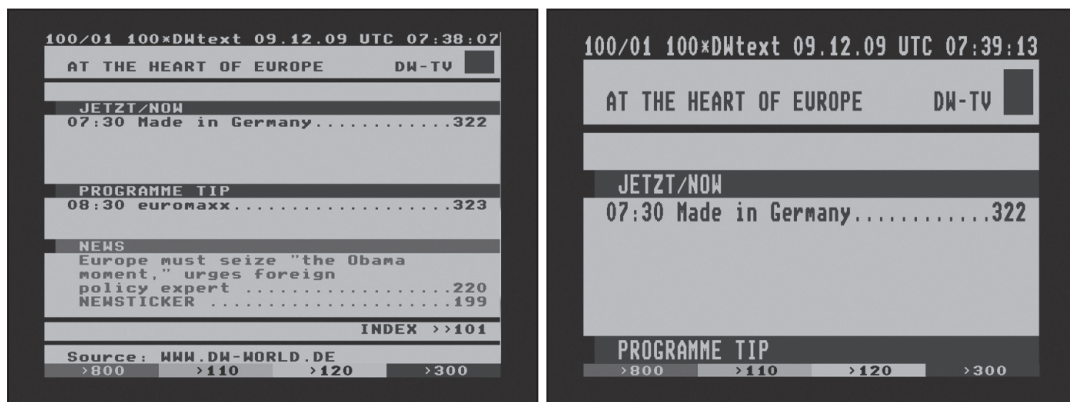 100/01 100*DWtext 09.12.09 UTC 07:38:07
AT THE HEART OF EUROPE DW-TV
JETZT/NOW
07:30 Made in Germany............322
PROGRAMME TIP
08:30 euromaxx...................323
NEWS
Europe must seize "the Obama
moment," urges foreign
policy expert ..................220
NEWSTICKER .....................199
INDEX >>101
Source: WWW.DW-WORLD.DE
>800 >110 >120 >300
100/01 100*DWtext 09.12.09 UTC 07:39:13
AT THE HEART OF EUROPE DW-TV
JETZT/NOW
07:30 Made in Germany............322
PROGRAMME TIP
>800 >110 >120 >300